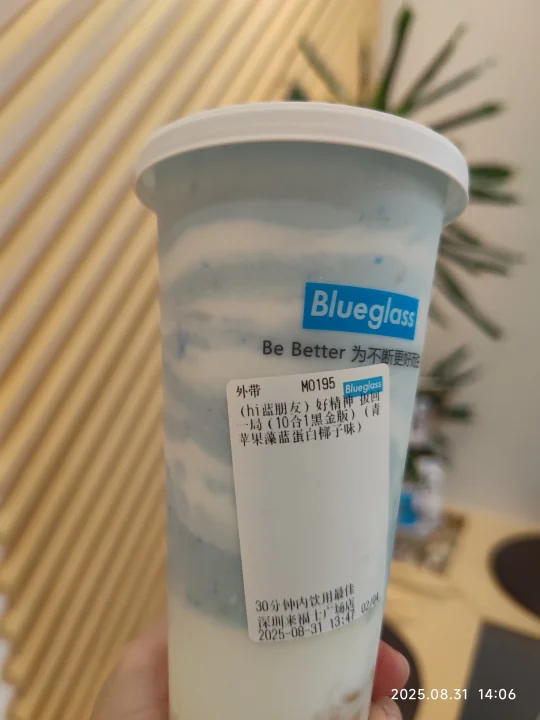 Blueglass
Be Better 为不断更好而
外带 M0195 Blueglass
(hi蓝朋友) 好精神 扳回
一局 (10合1黑金版) (青
苹果藻蓝蛋白椰子味)
30分钟内饮用最佳
深圳来福士广场店 02/04
2025-08-31 13:47
2025.08.31 14:06